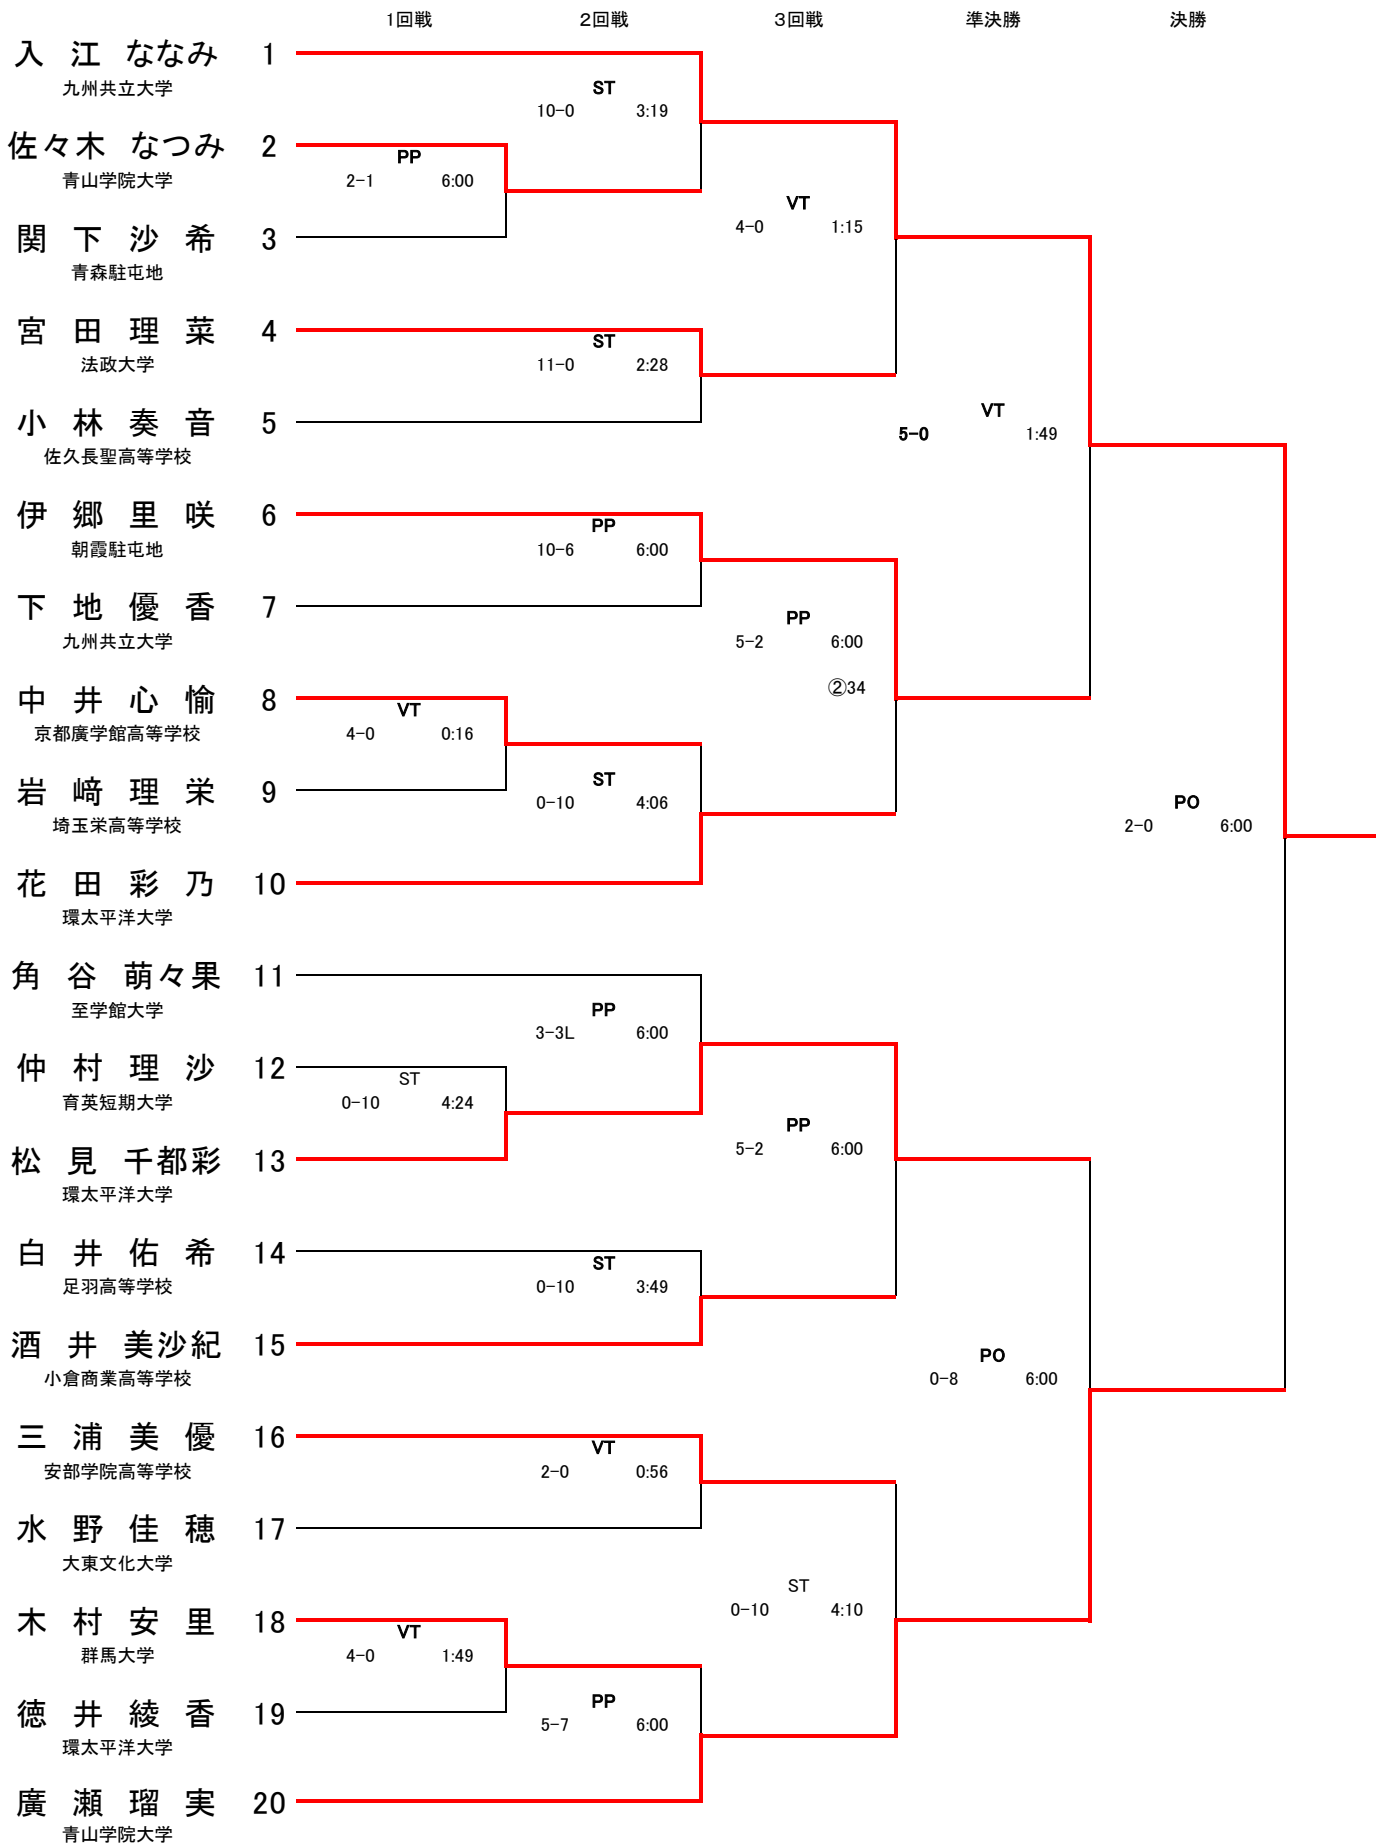 1回戦 2回戦 3回戦 準決勝 決勝
入 江 ななみ 1
九州共立大学
ST
10-0 3:19
佐々木 なつみ 2
青山学院大学
PP
2-1 6:00
VT
4-0 1:15
関 下 沙 希 3
青森駐屯地
宮 田 理 菜 4
法政大学
ST
11-0 2:28
小 林 奏 音 5
佐久長聖高等学校
VT
5-0 1:49
伊 郷 里 咲 6
朝霞駐屯地
PP
10-6 6:00
下 地 優 香 7
九州共立大学
PP
5-2 6:00
②34
中 井 心 愉 8
京都廣学館高等学校
VT
4-0 0:16
岩 﨑 理 栄 9
埼玉栄高等学校
ST
0-10 4:06
PO
2-0 6:00
花 田 彩 乃 10
環太平洋大学
角 谷 萌々果 11
至学館大学
PP
3-3L 6:00
仲 村 理 沙 12
育英短期大学
ST
0-10 4:24
PP
5-2 6:00
松 見 千都彩 13
環太平洋大学
白 井 佑 希 14
足羽高等学校
ST
0-10 3:49
酒 井 美沙紀 15
小倉商業高等学校
PO
0-8 6:00
三 浦 美 優 16
安部学院高等学校
VT
2-0 0:56
水 野 佳 穂 17
大東文化大学
ST
0-10 4:10
木 村 安 里 18
群馬大学
VT
4-0 1:49
徳 井 綾 香 19
環太平洋大学
PP
5-7 6:00
廣 瀬 瑠 実 20
青山学院大学